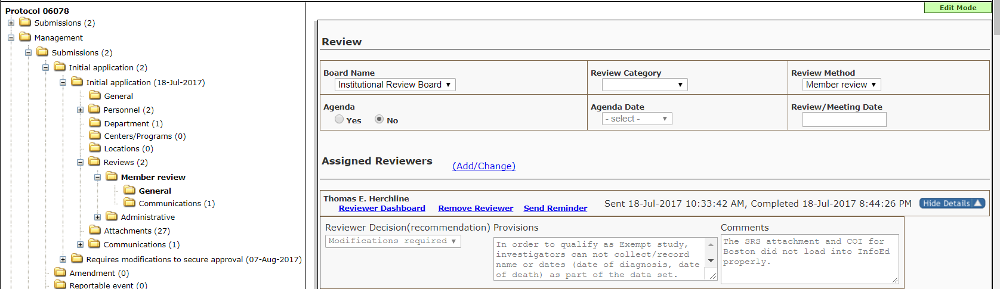 Protocol 06078
Submissions (2)
Management
Submissions (2)
Initial application (2)
Initial application (18-Jul-2017)
General
Personnel (2)
Department (1)
Centers/Programs (0)
Locations (0)
Reviews (2)
Member review
General
Communications (1)
Administrative
Attachments (27)
Communications (1)
Requires modifications to secure approval (07-Aug-2017)
Amendment (0)
Reportable event (0)
Edit Mode
Review
Board Name
Institutional Review Board
Review Category
Review Method
Member review
Agenda
Yes No
Agenda Date
- select -
Review/Meeting Date
Assigned Reviewers (Add/Change)
Thomas E. Herchline
Reviewer Dashboard Remove Reviewer Send Reminder
Sent 18-Jul-2017 10:33:42 AM, Completed 18-Jul-2017 8:44:26 PM Hide Details
Reviewer Decision(recommendation)
Modifications required
Provisions
In order to qualify as Exempt study,
investigators can not collect/record
name or dates (date of diagnosis, date
of death) as part of the data set.
Comments
The SRS attachment and COI for
Boston did not load into InfoEd
properly.